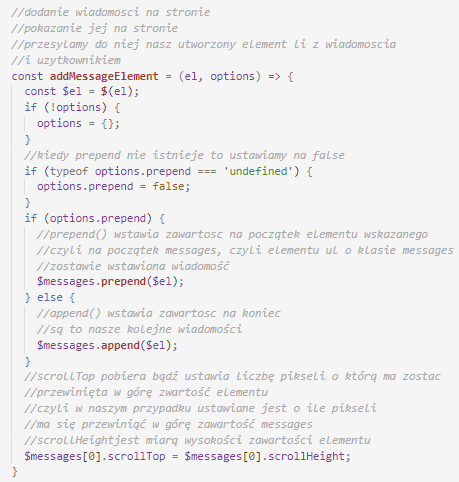 //dodanie wiadomosci na stronie
//pokazanie jej na stronie
//przesylamy do niej nasz utworzony element li z wiadomoscia
//i uzytkownikiem
const addMessageElement = (el, options) => {
const $el = $(el);
if (!options) {
options = {};
}
//kiedy prepend nie istnieje to ustawiamy na false
if (typeof options.prepend === 'undefined') {
options.prepend = false;
}
if (options.prepend) {
//prepend() wstawia zawartosc na początek elementu wskazanego
//czyli na początek messages, czyli elementu ul o klasie messages
//zostawie wstawiona wiadomość
$messages.prepend($el);
} else {
//append() wstawia zawartosc na koniec
//są to nasze kolejne wiadomości
$messages.append($el);
}
//scrollTop pobiera bądź ustawia liczbę pikseli o którą ma zostac
//przewinięta w górę zwartość elementu
//czyli w naszym przypadku ustawiane jest o ile pikseli
//ma się przewiniąć w górę zawartość messages
//scrollHeightjest miarą wysokości zawartości elementu
$messages[0].scrollTop = $messages[0].scrollHeight;
}